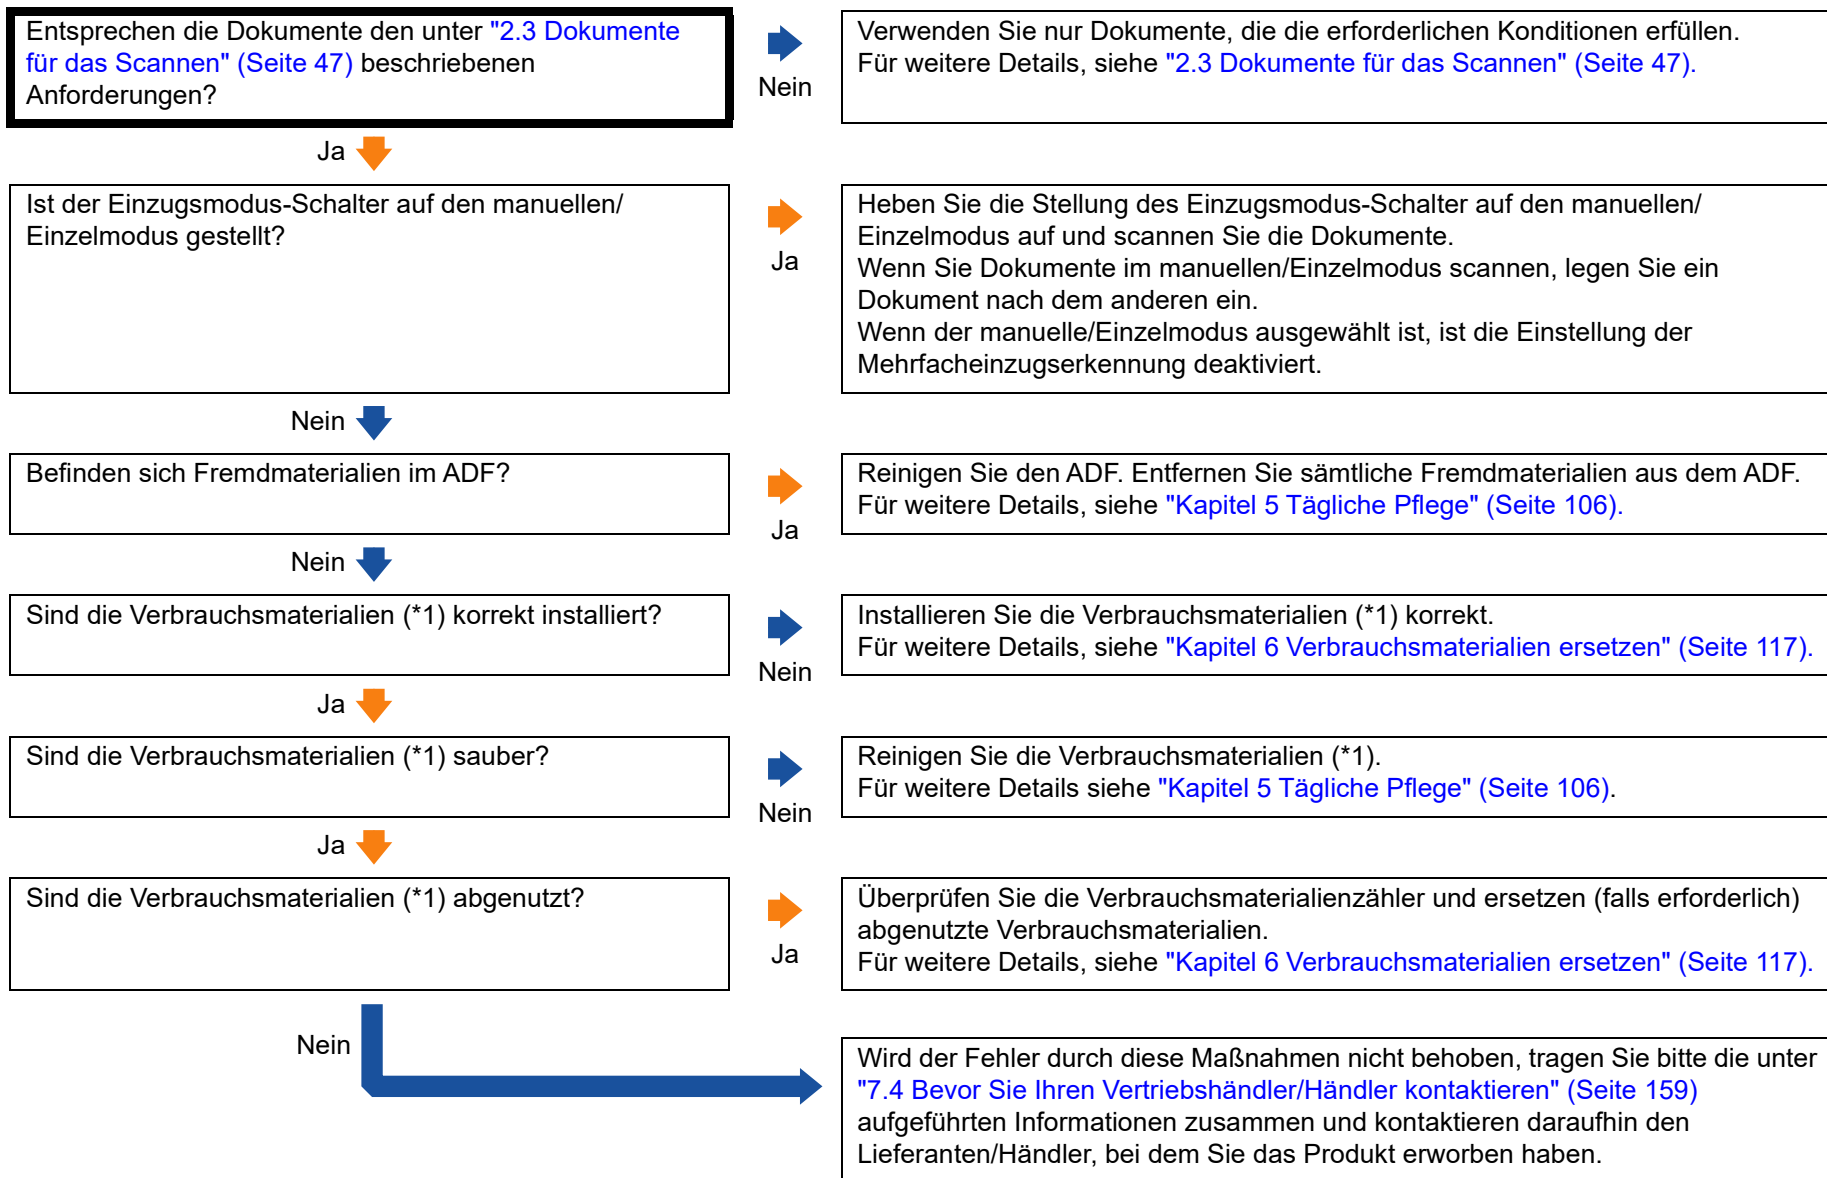 Entsprechen die Dokumente den unter "2.3 Dokumente
für das Scannen" (Seite 47) beschriebenen
Anforderungen?
Nein
Verwenden Sie nur Dokumente, die die erforderlichen Konditionen erfüllen.
Für weitere Details, siehe "2.3 Dokumente für das Scannen" (Seite 47).
Ja
Ist der Einzugsmodus-Schalter auf den manuellen/
Einzelmodus gestellt?
Ja
Heben Sie die Stellung des Einzugsmodus-Schalter auf den manuellen/
Einzelmodus auf und scannen Sie die Dokumente.
Wenn Sie Dokumente im manuellen/Einzelmodus scannen, legen Sie ein
Dokument nach dem anderen ein.
Wenn der manuelle/Einzelmodus ausgewählt ist, ist die Einstellung der
Mehrfacheinzugserkennung deaktiviert.
Nein
Befinden sich Fremdmaterialien im ADF?
Ja
Reinigen Sie den ADF. Entfernen Sie sämtliche Fremdmaterialien aus dem ADF.
Für weitere Details, siehe "Kapitel 5 Tägliche Pflege" (Seite 106).
Nein
Sind die Verbrauchsmaterialien (*1) korrekt installiert?
Nein
Installieren Sie die Verbrauchsmaterialien (*1) korrekt.
Für weitere Details, siehe "Kapitel 6 Verbrauchsmaterialien ersetzen" (Seite 117).
Ja
Sind die Verbrauchsmaterialien (*1) sauber?
Nein
Reinigen Sie die Verbrauchsmaterialien (*1).
Für weitere Details siehe "Kapitel 5 Tägliche Pflege" (Seite 106).
Ja
Sind die Verbrauchsmaterialien (*1) abgenutzt?
Ja
Überprüfen Sie die Verbrauchsmaterialienzähler und ersetzen (falls erforderlich)
abgenutzte Verbrauchsmaterialien.
Für weitere Details, siehe "Kapitel 6 Verbrauchsmaterialien ersetzen" (Seite 117).
Nein
Wird der Fehler durch diese Maßnahmen nicht behoben, tragen Sie bitte die unter
"7.4 Bevor Sie Ihren Vertriebshändler/Händler kontaktieren" (Seite 159)
aufgeführten Informationen zusammen und kontaktieren daraufhin den
Lieferanten/Händler, bei dem Sie das Produkt erworben haben.